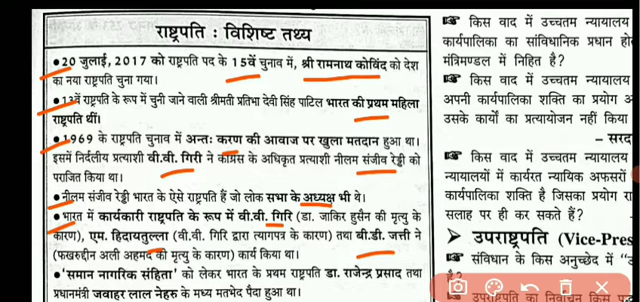 राष्ट्रपति : विशिष्ट तथ्य
●20 जुलाई, 2017 को राष्ट्रपति पद के 15वें चुनाव में, श्री रामनाथ कोविंद को देश
का नया राष्ट्रपति चुना गया।
●13वें राष्ट्रपति के रूप में चुनी जाने वाली श्रीमती प्रतिभा देवी सिंह पाटिल भारत की प्रथम महिला
राष्ट्रपति थीं।
●1969 के राष्ट्रपति चुनाव में अन्तः करण की आवाज पर खुला मतदान हुआ था।
इसमें निर्दलीय प्रत्याशी वी.वी. गिरी ने कांग्रेस के अधिकृत प्रत्याशी नीलम संजीव रेड्डी को
पराजित किया था।
●नीलम संजीव रेड्डी भारत के ऐसे राष्ट्रपति हैं जो लोक सभा के अध्यक्ष भी थे।
●भारत में कार्यकारी राष्ट्रपति के रूप में वी.वी. गिरि (डा. जाकिर हुसैन की मृत्यु के
कारण), एम. हिदायतुल्ला (वी.वी. गिरि द्वारा त्यागपत्र के कारण) तथा बी.डी. जत्ती ने
(फखरुद्दीन अली अहमद की मृत्यु के कारण) कार्य किया था।
●‘समान नागरिक संहिता’ को लेकर भारत के प्रथम राष्ट्रपति डा. राजेन्द्र प्रसाद तथा
प्रधानमंत्री जवाहर लाल नेहरु के मध्य मतभेद पैदा हुआ था।
☞ किस वाद में उच्चतम न्यायालय
कार्यपालिका का सांविधानिक प्रधान हो
मंत्रिमण्डल में निहित है?
☞ किस वाद में उच्चतम न्यायालय
अपनी कार्यपालिका शक्ति का प्रयोग अ
उसके कार्यों का प्रत्यायोजन नहीं किया
– सरद
☞ किस वाद में उच्चतम न्यायालय
न्यायालयों में कार्यरत न्यायिक अफसरों
कार्यपालिका शक्ति है जिसका प्रयोग रा
सलाह पर ही कर सकते हैं?
➤ उपराष्ट्रपति (Vice-Pres
☞ संविधान के किस अनुच्छेद में “उ
है?
उपराष्ट्रपति का निर्वाचन किस प